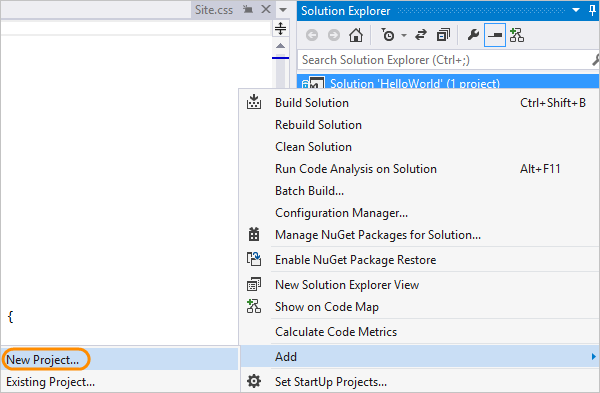 Site.css
Solution Explorer
Search Solution Explorer (Ctrl+;)
Solution 'HelloWorld' (1 project)
Build Solution Ctrl+Shift+B
Rebuild Solution
Clean Solution
Run Code Analysis on Solution Alt+F11
Batch Build...
Configuration Manager...
Manage NuGet Packages for Solution...
Enable NuGet Package Restore
New Solution Explorer View
Show on Code Map
Calculate Code Metrics
{
New Project... Add
Existing Project... Set StartUp Projects...